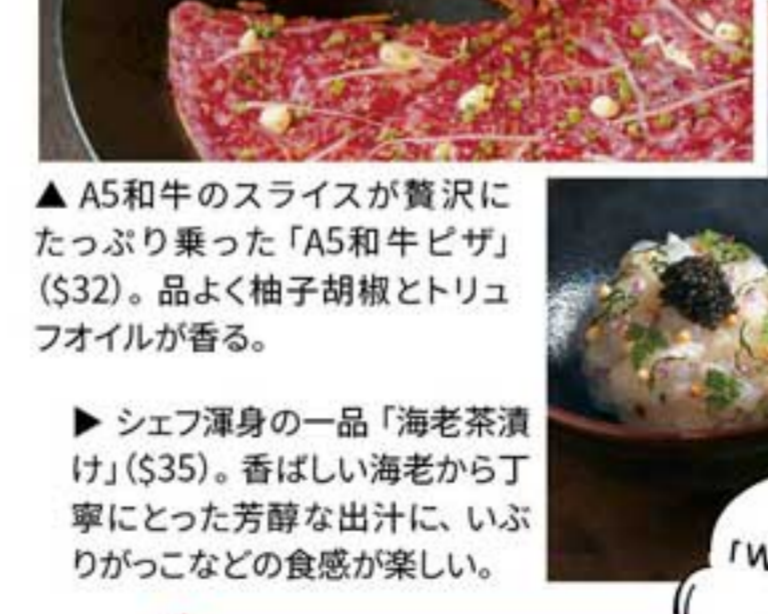 ▲ A5和牛のスライスが贅沢に
たっぷり乗った「A5和牛ピザ」
($32)。品よく柚子胡椒とトリュ
フオイルが香る。
▶ シェフ渾身の一品「海老茶漬
け」($35)。香ばしい海老から丁
寧にとった芳醇な出汁に、いぶ
りがっこなどの食感が楽しい。
「W